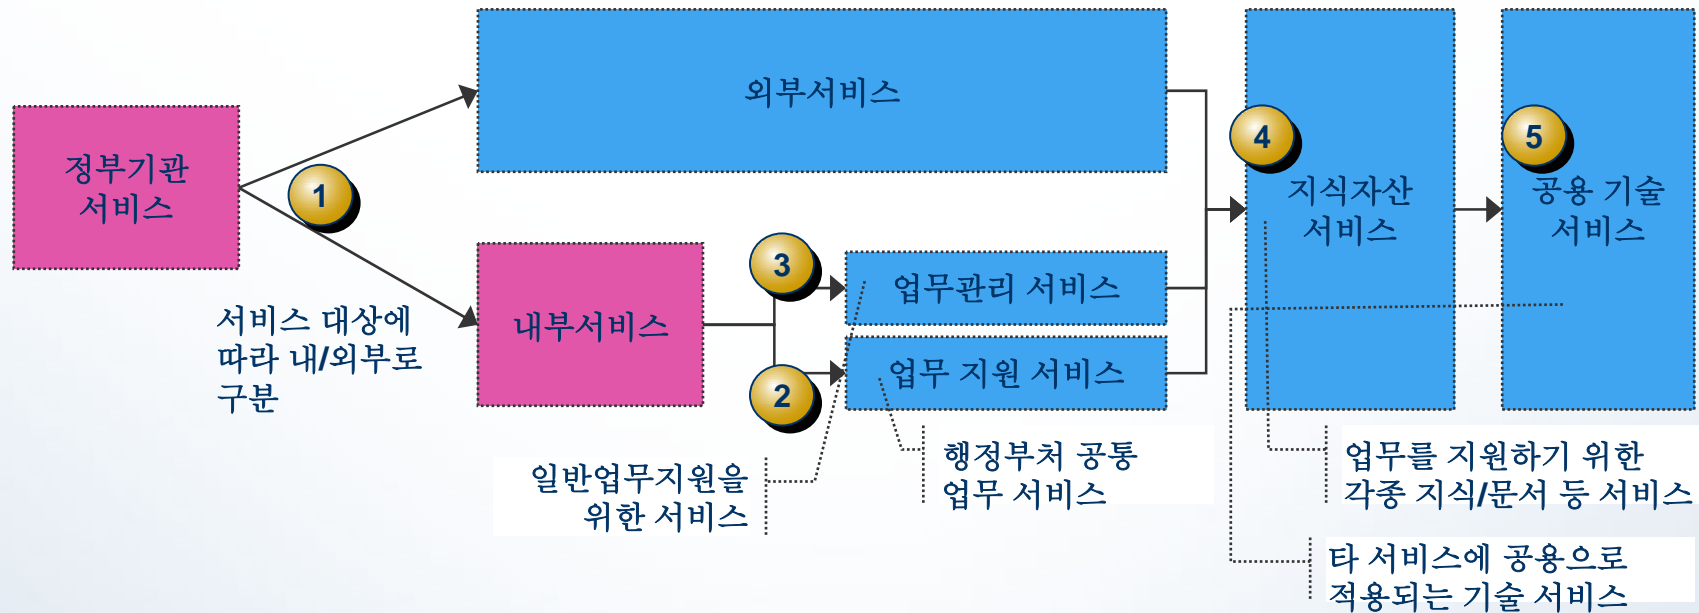 외부서비스
정부기관
서비스
1
서비스 대상에
따라 내/외부로
구분
내부서비스
3
업무관리 서비스
2
업무 지원 서비스
4
지식자산
서비스
5
공용 기술
서비스
일반업무지원을
위한 서비스
행정부처 공통
업무 서비스
업무를 지원하기 위한
각종 지식/문서 등 서비스
타 서비스에 공용으로
적용되는 기술 서비스